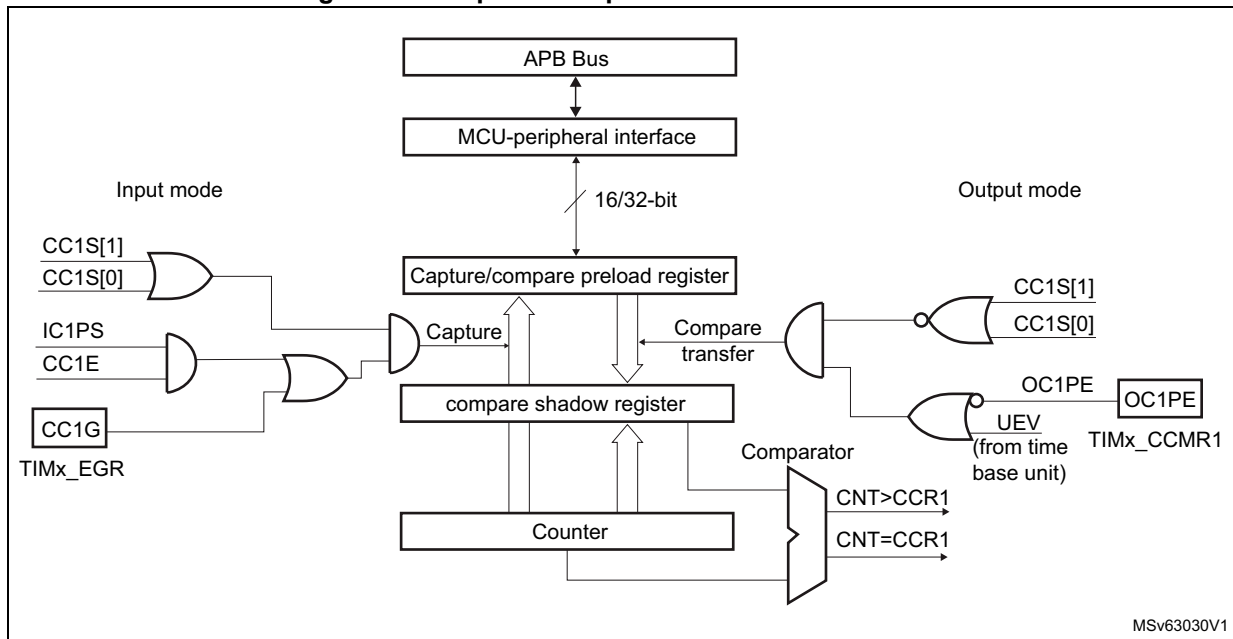 APB Bus
MCU-peripheral interface
Input mode
16/32-bit
Output mode
CC1S[1]
CC1S[0]
Capture/compare preload register
CC1S[1]
CC1S[0]
IC1PS
CC1E
Capture
Compare
transfer
CC1G
TIMx_EGR
compare shadow register
OC1PE
OC1PE
UEV
(from time
base unit)
TIMx_CCMR1
Comparator
CNT>CCR1
Counter
CNT=CCR1
MSv63030V1